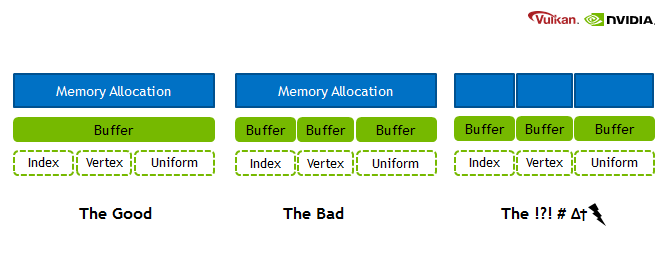 Vulkan. NVIDIA.
Memory Allocation Memory Allocation
Buffer Buffer Buffer Buffer Buffer Buffer Buffer
Index Vertex Uniform Index Vertex Uniform Index Vertex Uniform
The Good The Bad The !?! # Δ†